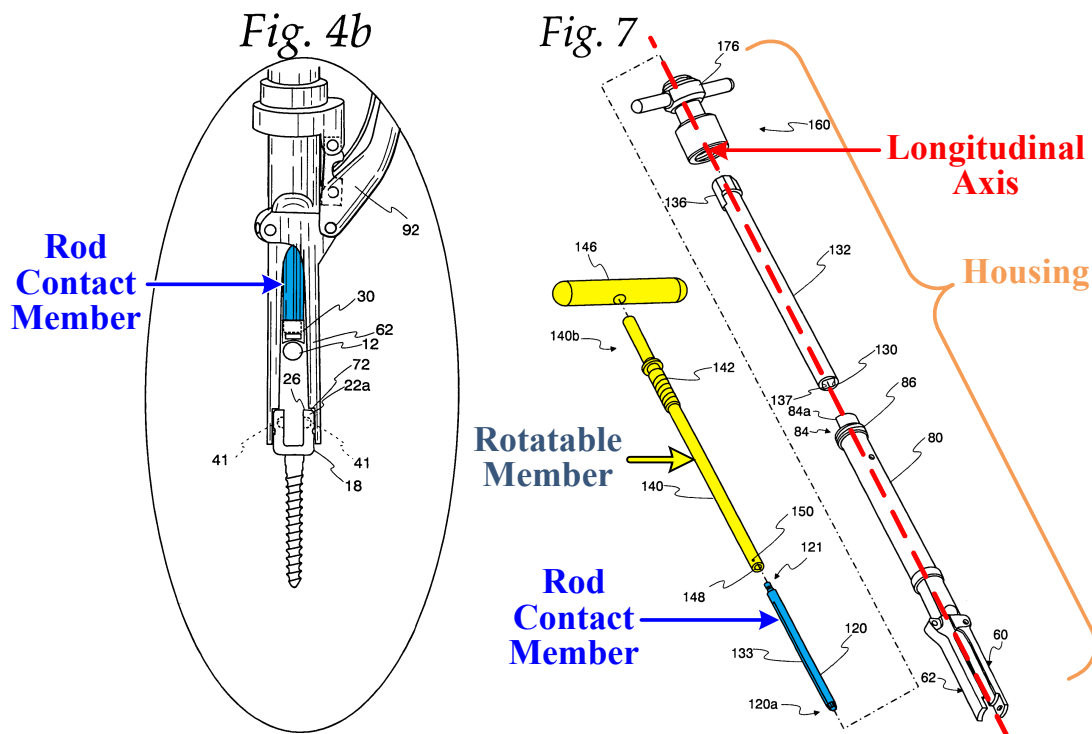 Fig. 4b
92
Rod
Contact
Member
30
62
12
72
26
22a
41
41
18
Fig. 7
176
160
Longitudinal
Axis
136
132
Housing
146
140b
142
130
137
86
84a
84
80
Rotatable
Member
140
150
121
148
Rod
Contact
Member
120
133
60
62
120a